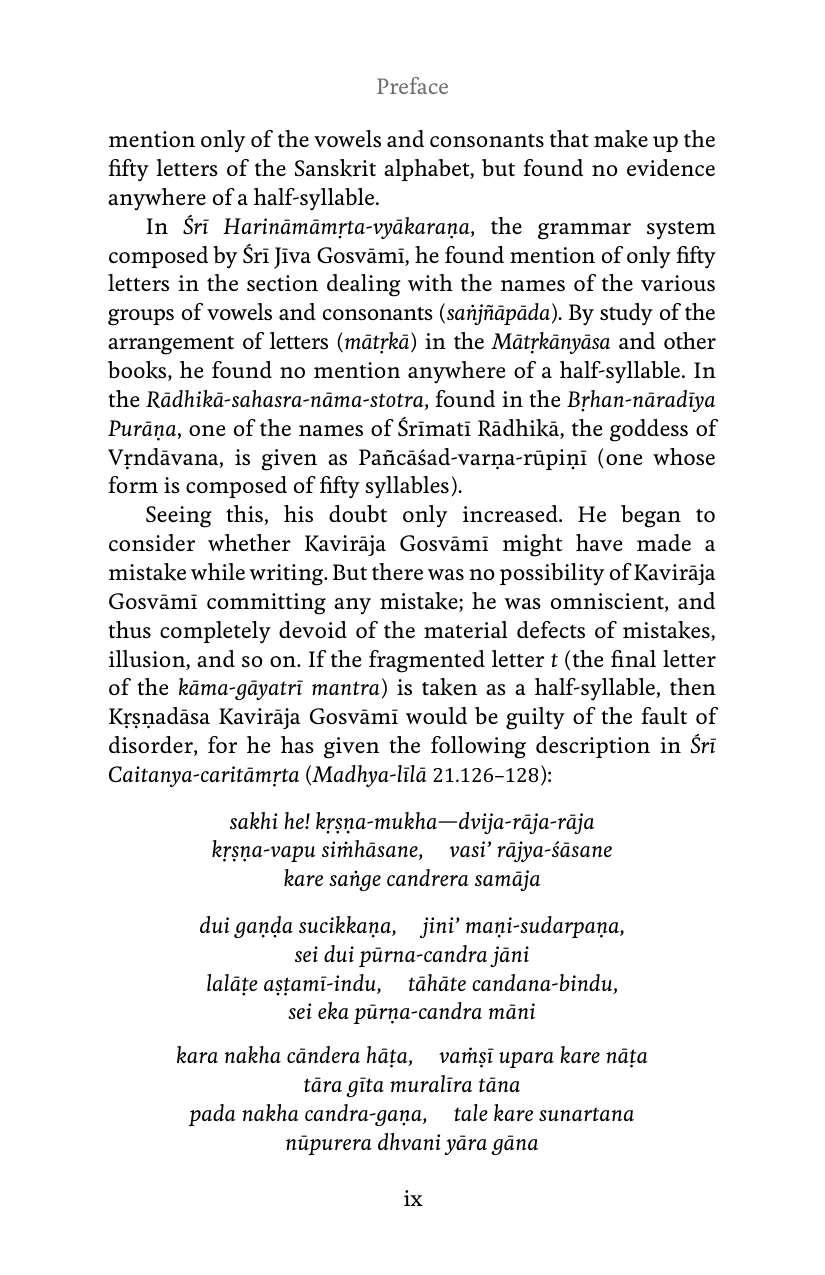 Preface
mention only of the vowels and consonants that make up the
fifty letters of the Sanskrit alphabet, but found no evidence
anywhere of a half-syllable.
In Śrī Harināmāmṛta-vyākaraṇa, the grammar system
composed by Śrī Jīva Gosvāmī, he found mention of only fifty
letters in the section dealing with the names of the various
groups of vowels and consonants (saṅjñāpāda). By study of the
arrangement of letters (mātṛkā) in the Mātṛkānyāsa and other
books, he found no mention anywhere of a half-syllable. In
the Rādhikā-sahasra-nāma-stotra, found in the Bṛhan-nāradīya
Purāṇa, one of the names of Śrīmatī Rādhikā, the goddess of
Vṛndāvana, is given as Pañcāśad-varṇa-rūpiṇī (one whose
form is composed of fifty syllables).
Seeing this, his doubt only increased. He began to
consider whether Kavirāja Gosvāmī might have made a
mistake while writing. But there was no possibility of Kavirāja
Gosvāmī committing any mistake; he was omniscient, and
thus completely devoid of the material defects of mistakes,
illusion, and so on. If the fragmented letter t (the final letter
of the kāma-gāyatrī mantra) is taken as a half-syllable, then
Kṛṣṇadāsa Kavirāja Gosvāmī would be guilty of the fault of
disorder, for he has given the following description in Śrī
Caitanya-caritāmṛta (Madhya-līlā 21.126–128):
sakhi he! kṛṣṇa-mukha—dvija-rāja-rāja
kṛṣṇa-vapu siṁhāsane, vasi’ rājya-śāsane
kare saṅge candrera samāja
dui gaṇḍa sucikkaṇa, jini’ maṇi-sudarpaṇa,
sei dui pūrna-candra jāni
lalāṭe aṣṭamī-indu, tāhāte candana-bindu,
sei eka pūrṇa-candra māni
kara nakha cāndera hāṭa, vaṁṣī upara kare nāṭa
tāra gīta muralīra tāna
pada nakha candra-gaṇa, tale kare sunartana
nūpurera dhvani yāra gāna
ix